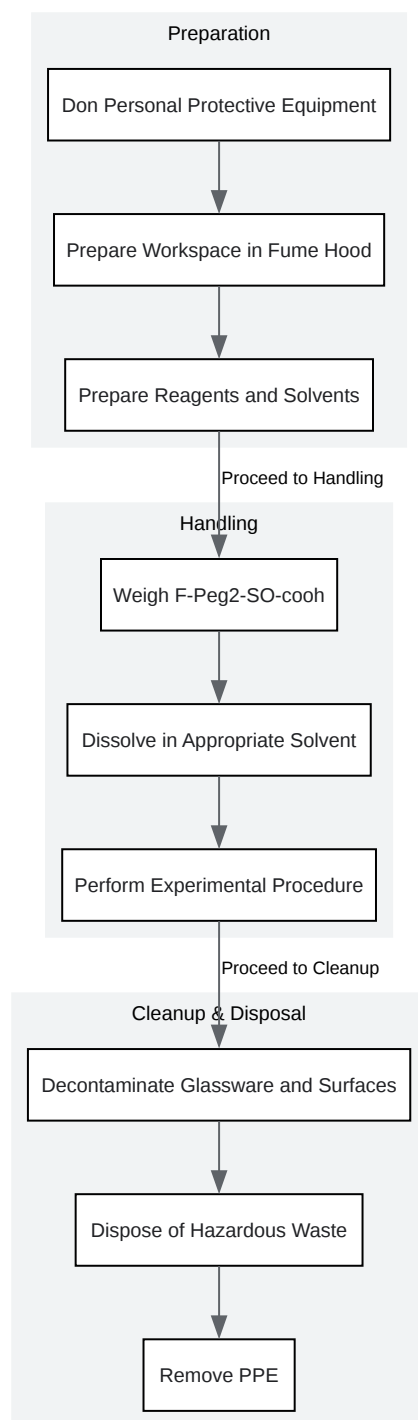 Preparation
Don Personal Protective Equipment
Prepare Workspace in Fume Hood
Prepare Reagents and Solvents
Proceed to Handling
Handling
Weigh F-Peg2-SO-cooh
Dissolve in Appropriate Solvent
Perform Experimental Procedure
Proceed to Cleanup
Cleanup & Disposal
Decontaminate Glassware and Surfaces
Dispose of Hazardous Waste
Remove PPE